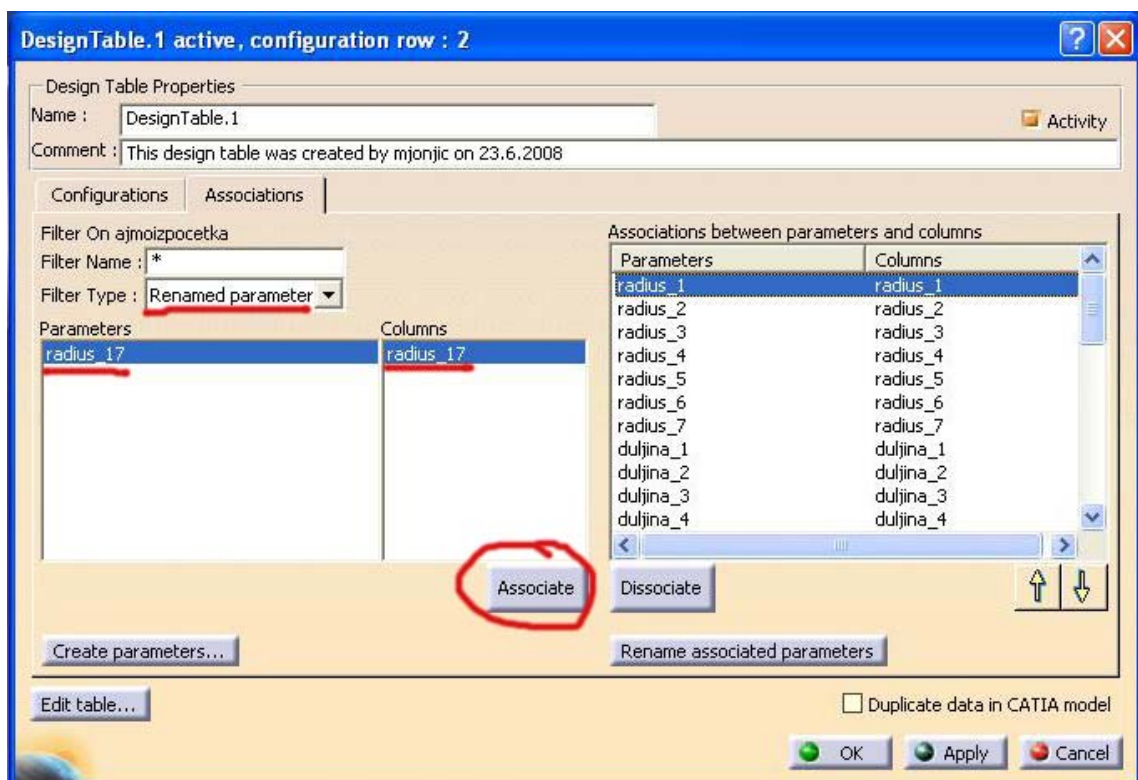 DesignTable.1 active, configuration row : 2
Design Table Properties
Name : DesignTable.1
Activity
Comment : This design table was created by mjonjic on 23.6.2008
Configurations Associations
Filter On ajmoizpocetka
Filter Name : *
Filter Type : Renamed parameter
Parameters Columns
radius_17 radius_17
Associate
Create parameters...
Associations between parameters and columns
Parameters Columns
radius_1 radius_1
radius_2 radius_2
radius_3 radius_3
radius_4 radius_4
radius_5 radius_5
radius_6 radius_6
radius_7 radius_7
duljina_1 duljina_1
duljina_2 duljina_2
duljina_3 duljina_3
duljina_4 duljina_4
Dissociate
Rename associated parameters
Edit table...
Duplicate data in CATIA model
OK Apply Cancel